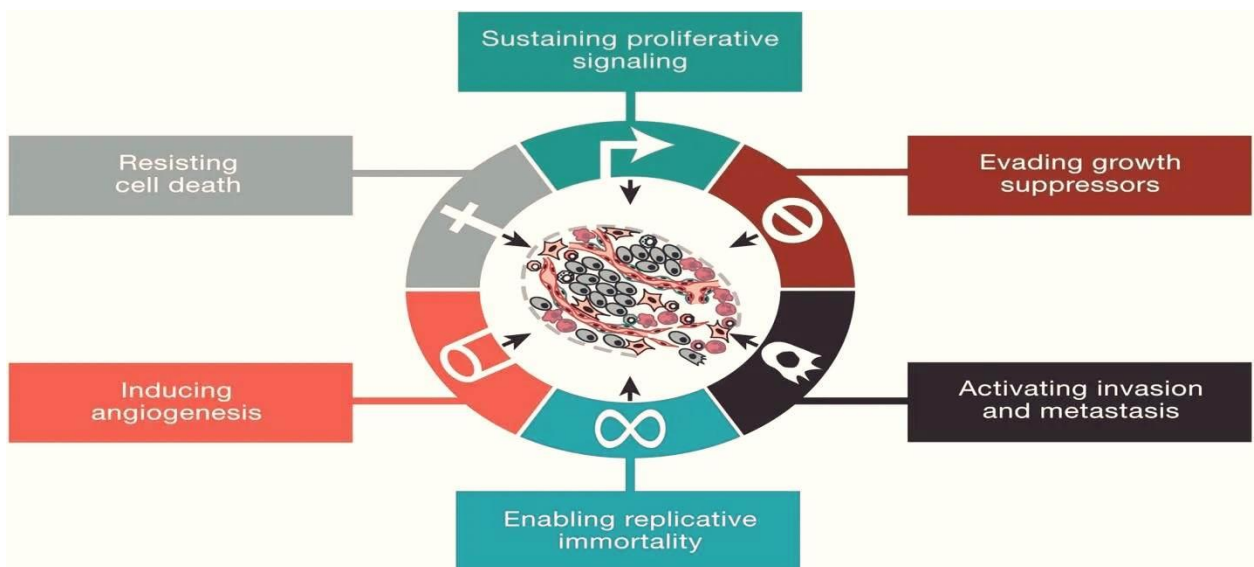 Sustaining proliferative
signaling
Resisting
cell death
Evading growth
suppressors
Inducing
angiogenesis
Activating invasion
and metastasis
Enabling replicative
immortality